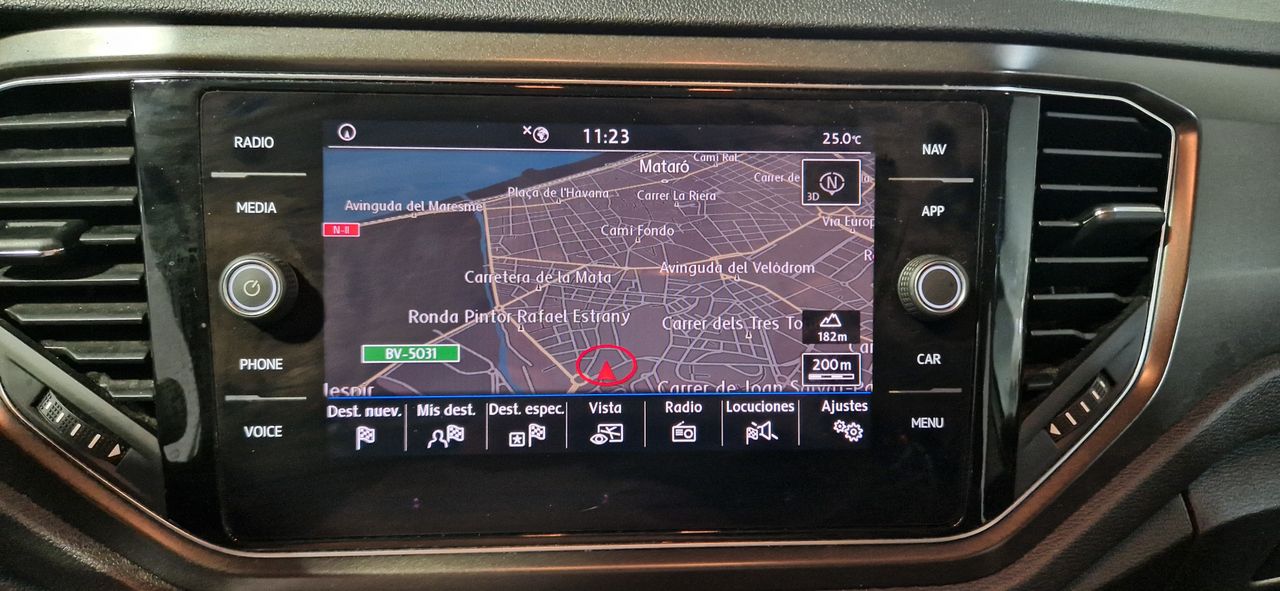 RADIO
MEDIA
PHONE
VOICE
11:23
25.0°C
Mataró
Camí Ral
Plaça de l'Havana
Carrer La Riera
Carrer de
N
3D
Avinguda del Maresme
N-II
Via Europ
Camí Fondo
Carretera de la Mata
Avinguda del Velòdrom
Ronda Pintor Rafael Estrany
Carrer dels Tres To
182m
BV-5031
200m
Carrer de Joan
Dest. nuev.
Mis dest.
Dest. espec.
Vista
Radio
Locuciones
Ajustes
NAV
APP
CAR
MENU